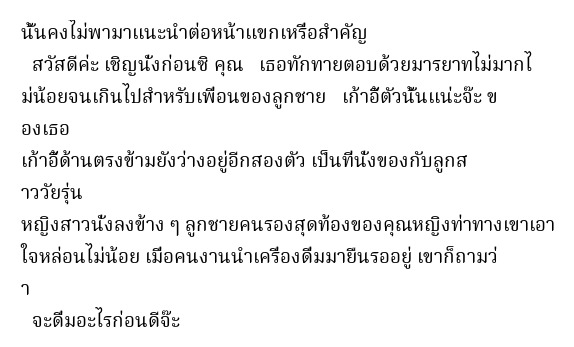 นั้นคงไม่พามาแนะนำต่อหน้าแขกเหรื่อสำคัญ
สวัสดีค่ะ เชิญนั่งก่อนซิ คุณ เธอทักทายตอบด้วยมารยาทไม่มากไ
ม่น้อยจนเกินไปสำหรับเพื่อนของลูกชาย เก้าอี้ตัวนั้นแน่ะจ๊ะ ข
องเธอ
เก้าอี้ด้านตรงข้ามยังว่างอยู่อีกสองตัว เป็นที่นั่งของกับลูกส
าววัยรุ่น
หญิงสาวนั่งลงข้าง ๆ ลูกชายคนรองสุดท้องของคุณหญิงท่าทางเขาเอา
ใจหล่อนไม่น้อย เมื่อคนงานนำเครื่องดื่มมายืนรออยู่ เขาก็ถามว่
า
จะดื่มอะไรก่อนดีจ๊ะ